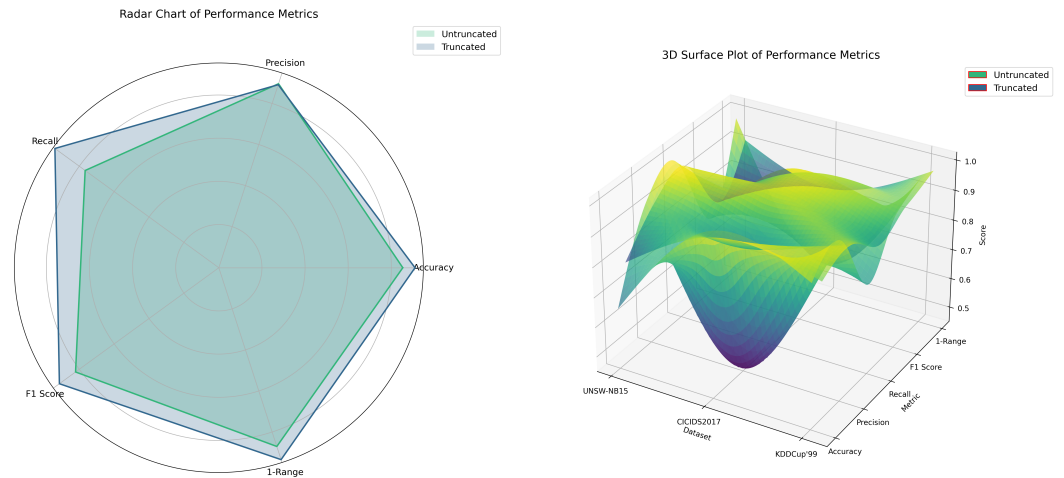 Radar Chart of Performance Metrics
Untruncated
Truncated
Precision
Recall
Accuracy
F1 Score
1-Range
3D Surface Plot of Performance Metrics
Untruncated
Truncated
1.0
0.9
0.8
0.7
0.6
0.5
Score
1-Range
F1 Score
Recall
Metric
Precision
Accuracy
UNSW-NB15
CICIDS2017
Dataset
KDDCup'99